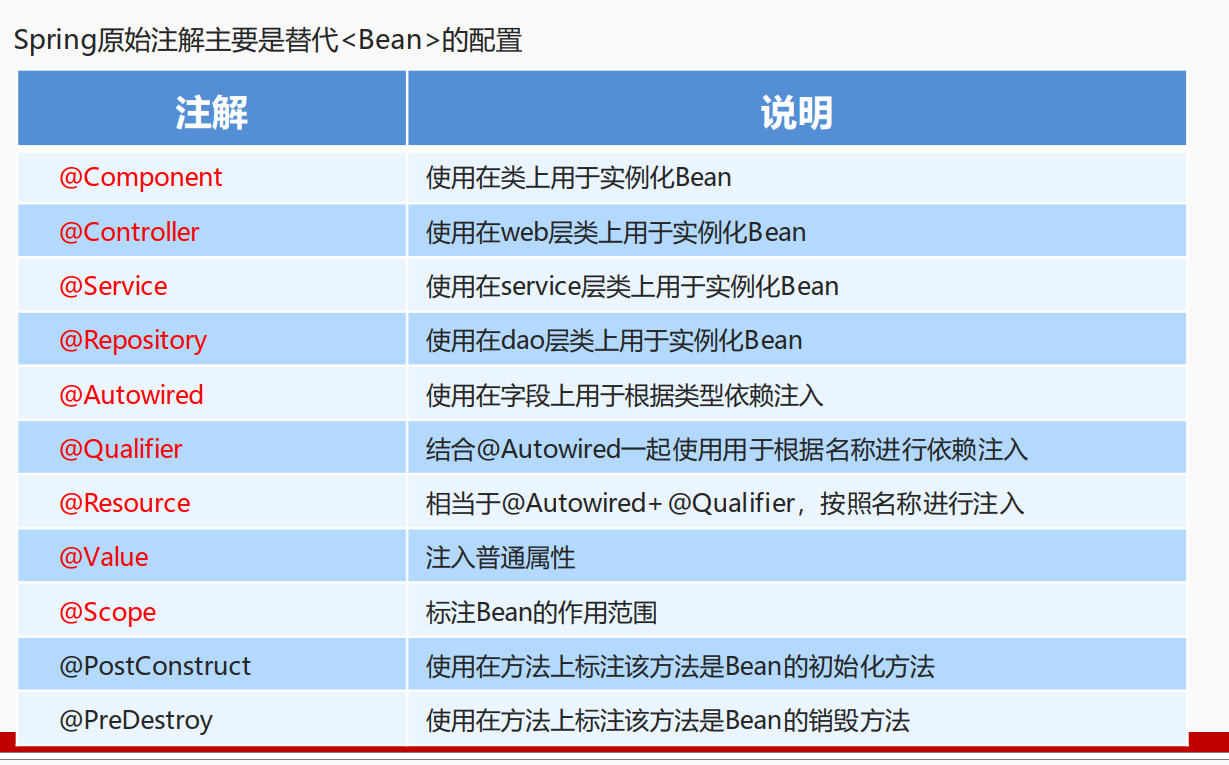 Spring原始注解主要是替代<Bean>的配置
注解 说明
@Component 使用在类上用于实例化Bean
@Controller 使用在web层类上用于实例化Bean
@Service 使用在service层类上用于实例化Bean
@Repository 使用在dao层类上用于实例化Bean
@Autowired 使用在字段上用于根据类型依赖注入
@Qualifier 结合@Autowired一起使用用于根据名称进行依赖注入
@Resource 相当于@Autowired+@Qualifier，按照名称进行注入
@Value 注入普通属性
@Scope 标注Bean的作用范围
@PostConstruct 使用在方法上标注该方法是Bean的初始化方法
@PreDestroy 使用在方法上标注该方法是Bean的销毁方法